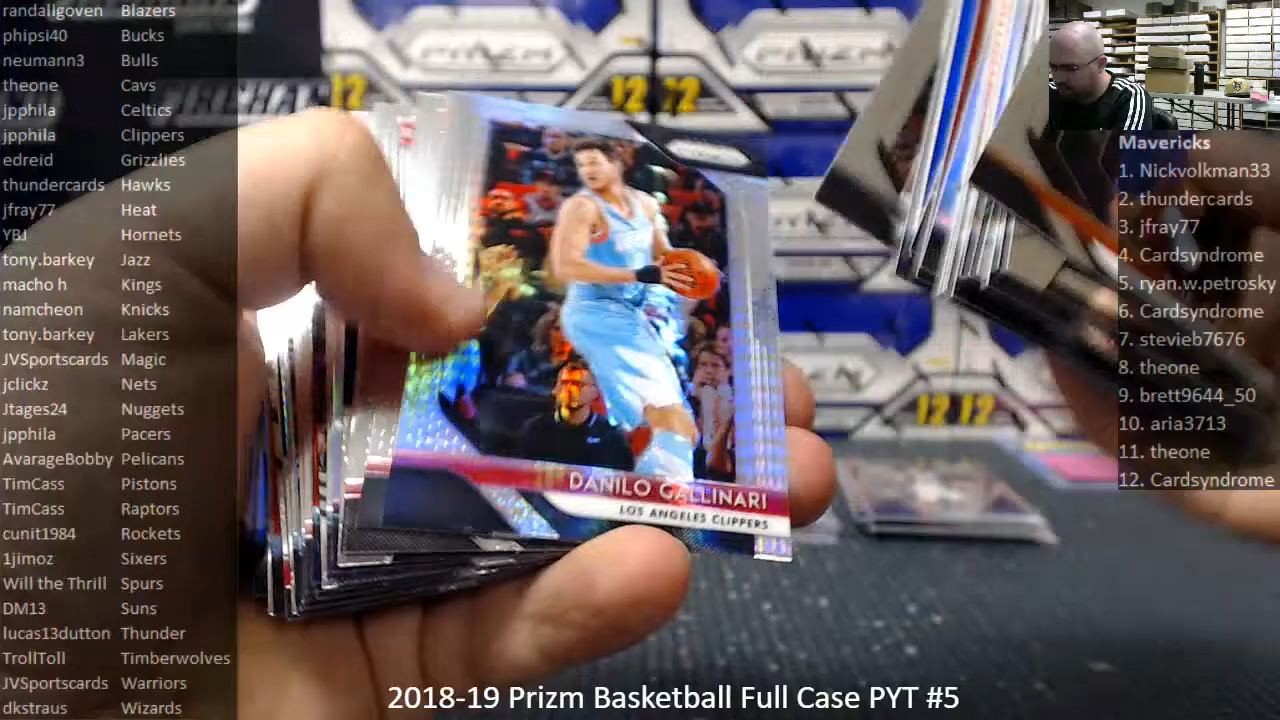 randallgoven Blazers
phipsi40 Bucks
neumann3 Bulls
theone Cavs
jpphila Celtics
jpphila Clippers
edreid Grizzlies
thundercards Hawks
jfray77 Heat
YBJ Hornets
tony.barkey Jazz
macho h Kings
namcheon Knicks
tony.barkey Lakers
JVSportscards Magic
jclickz Nets
Jtages24 Nuggets
jpphila Pacers
AvarageBobby Pelicans
TimCass Pistons
TimCass Raptors
cunit1984 Rockets
1jimoz Sixers
Will the Thrill Spurs
DM13 Suns
lucas13dutton Thunder
TrollToll Timberwolves
JVSportscards Warriors
dkstraus Wizards
12
12 12
12 12
DANILO GALLINARI
LOS ANGELES CLIPPERS
Mavericks
1. Nickvolkman33
2. thundercards
3. jfray77
4. Cardsyndrome
5. ryan.w.petrosky
6. Cardsyndrome
7. stevieb7676
8. theone
9. brett9644_50
10. aria3713
11. theone
12. Cardsyndrome
2018-19 Prizm Basketball Full Case PYT #5